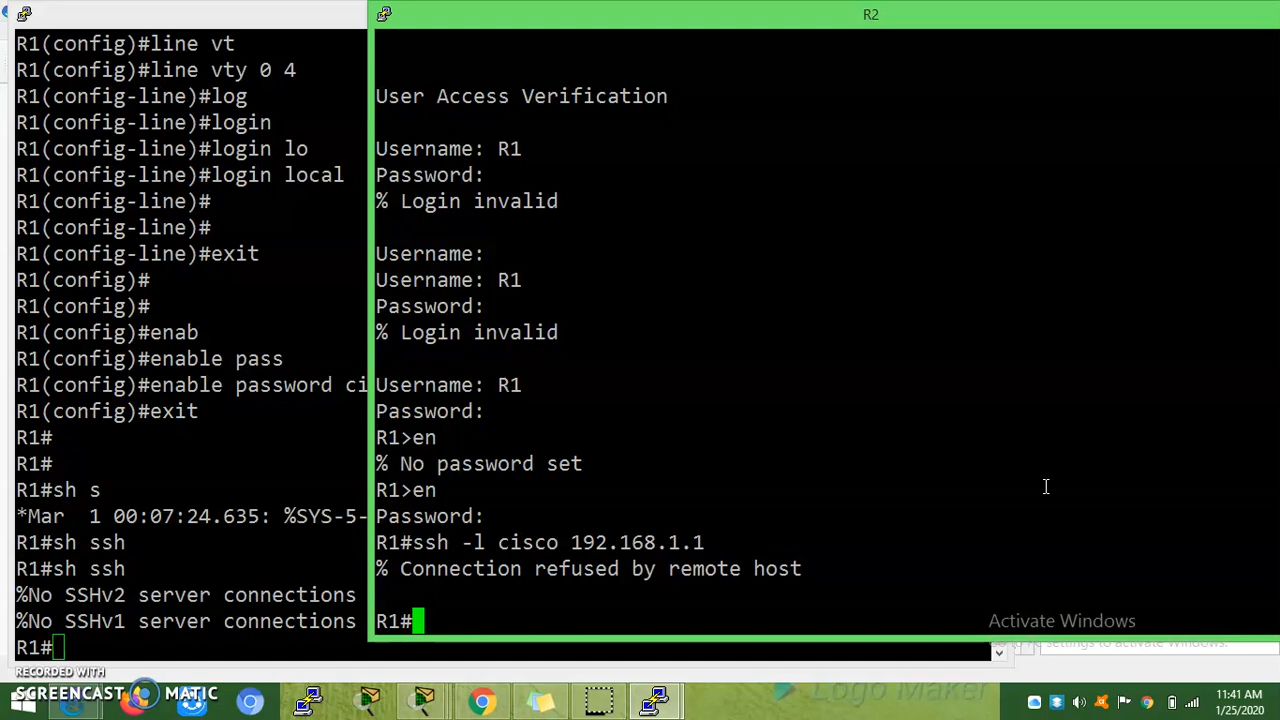 R2
R1(config)#line vt
R1(config)#line vty 0 4
R1(config-line)#log
R1(config-line)#login
R1(config-line)#login lo
R1(config-line)#login local
R1(config-line)#
R1(config-line)#
R1(config-line)#exit
R1(config)#
R1(config)#
R1(config)#enab
R1(config)#enable pass
R1(config)#enable password ci
R1(config)#exit
R1#
R1#
R1#sh s
*Mar  1 00:07:24.635: %SYS-5-
R1#sh ssh
R1#sh ssh
%No SSHv2 server connections
%No SSHv1 server connections
R1#
User Access Verification
Username: R1
Password:
% Login invalid
Username:
Username: R1
Password:
% Login invalid
Username: R1
Password:
R1>en
% No password set
R1>en
Password:
R1#ssh -l cisco 192.168.1.1
% Connection refused by remote host
R1#
Activate Windows
settings to activate Windows.
RECORDED WITH
SCREENCAST MATIC
Logo Maker
11:41 AM
1/25/2020